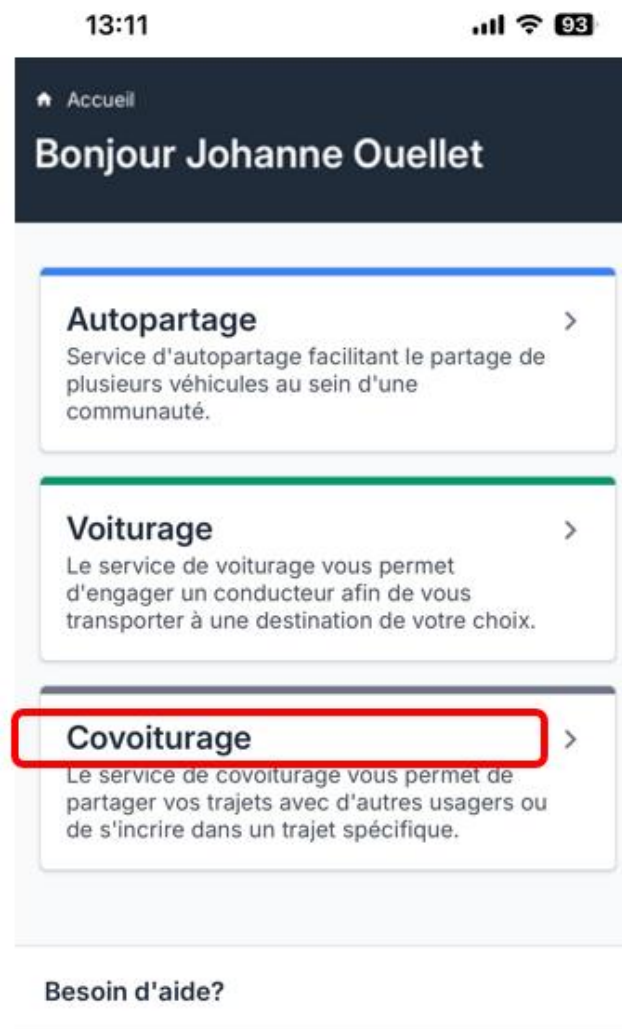 13:11
93
Accueil
Bonjour Johanne Ouellet
Autopartage
Service d'autopartage facilitant le partage de
plusieurs véhicules au sein d'une
communauté.
Voiturage
Le service de voiturage vous permet
d'engager un conducteur afin de vous
transporter à une destination de votre choix.
Covoiturage
Le service de covoiturage vous permet de
partager vos trajets avec d'autres usagers ou
de s'incrire dans un trajet spécifique.
Besoin d'aide?